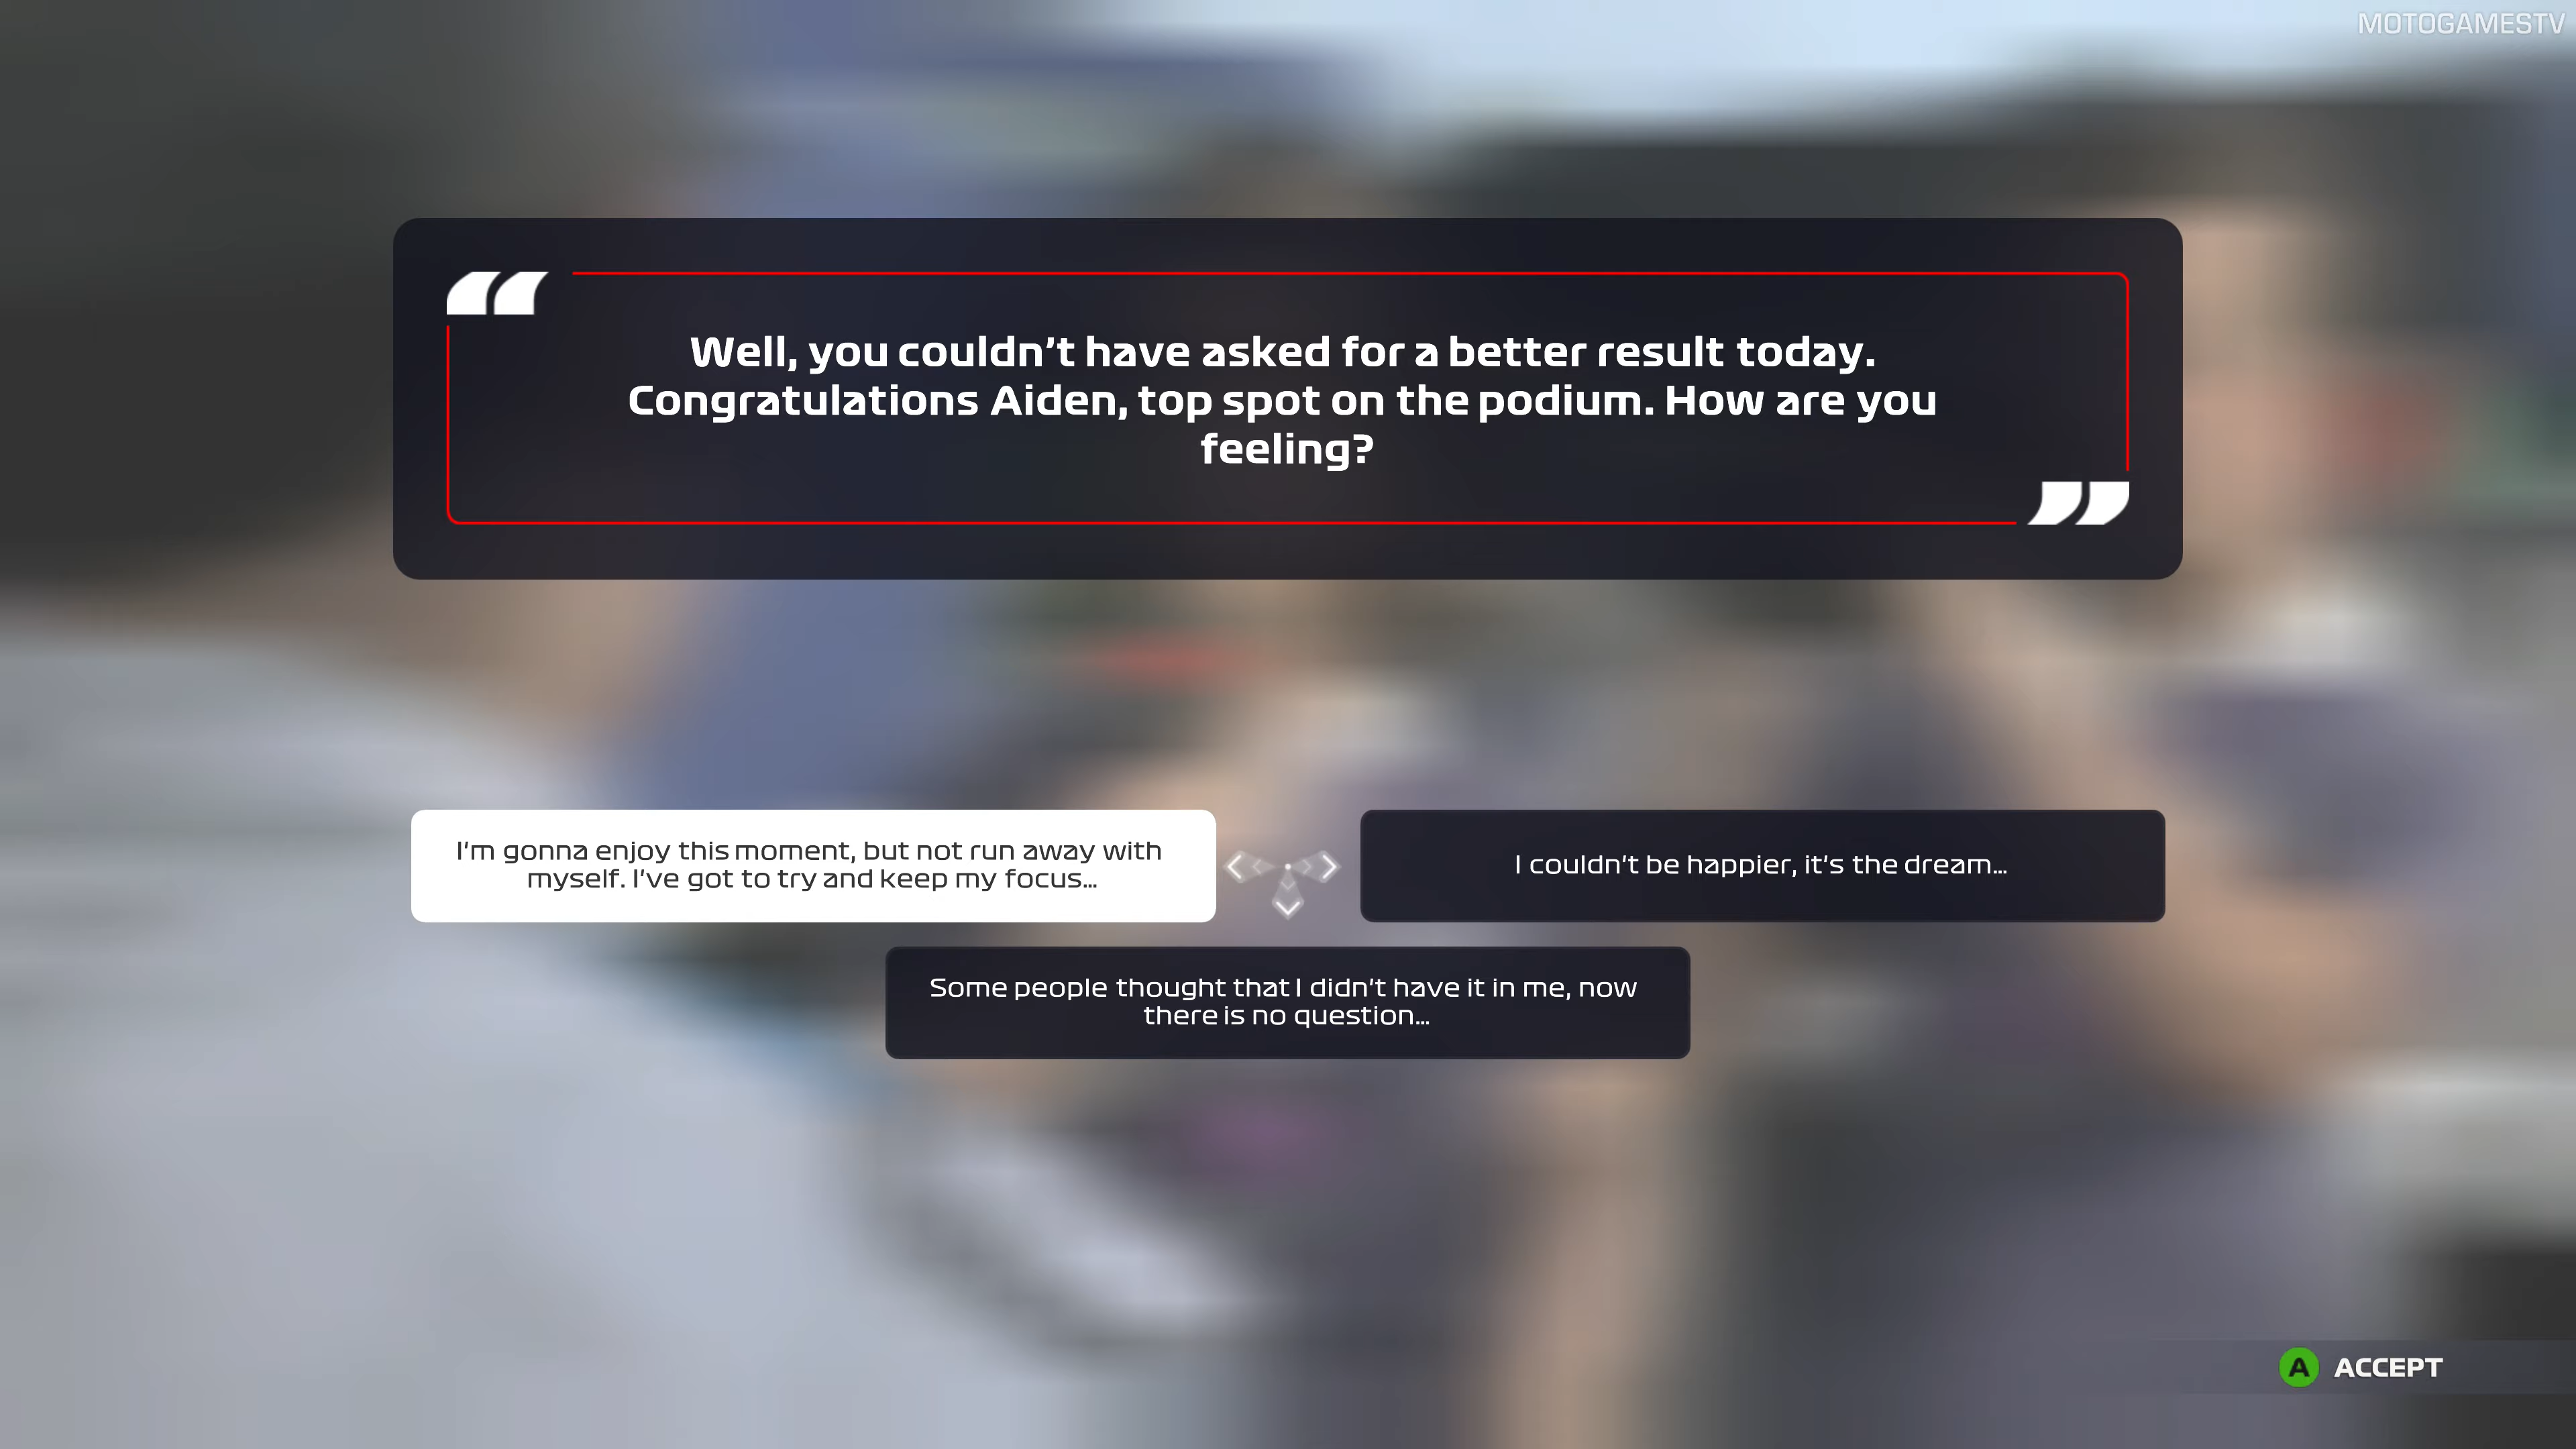 MOTOGAMESTV
Well, you couldn't have asked for a better result today.
Congratulations Aiden, top spot on the podium. How are you
feeling?
I'm gonna enjoy this moment, but not run away with
myself. I've got to try and keep my focus...
I couldn't be happier, it's the dream...
Some people thought that I didn't have it in me, now
there is no question...
A ACCEPT